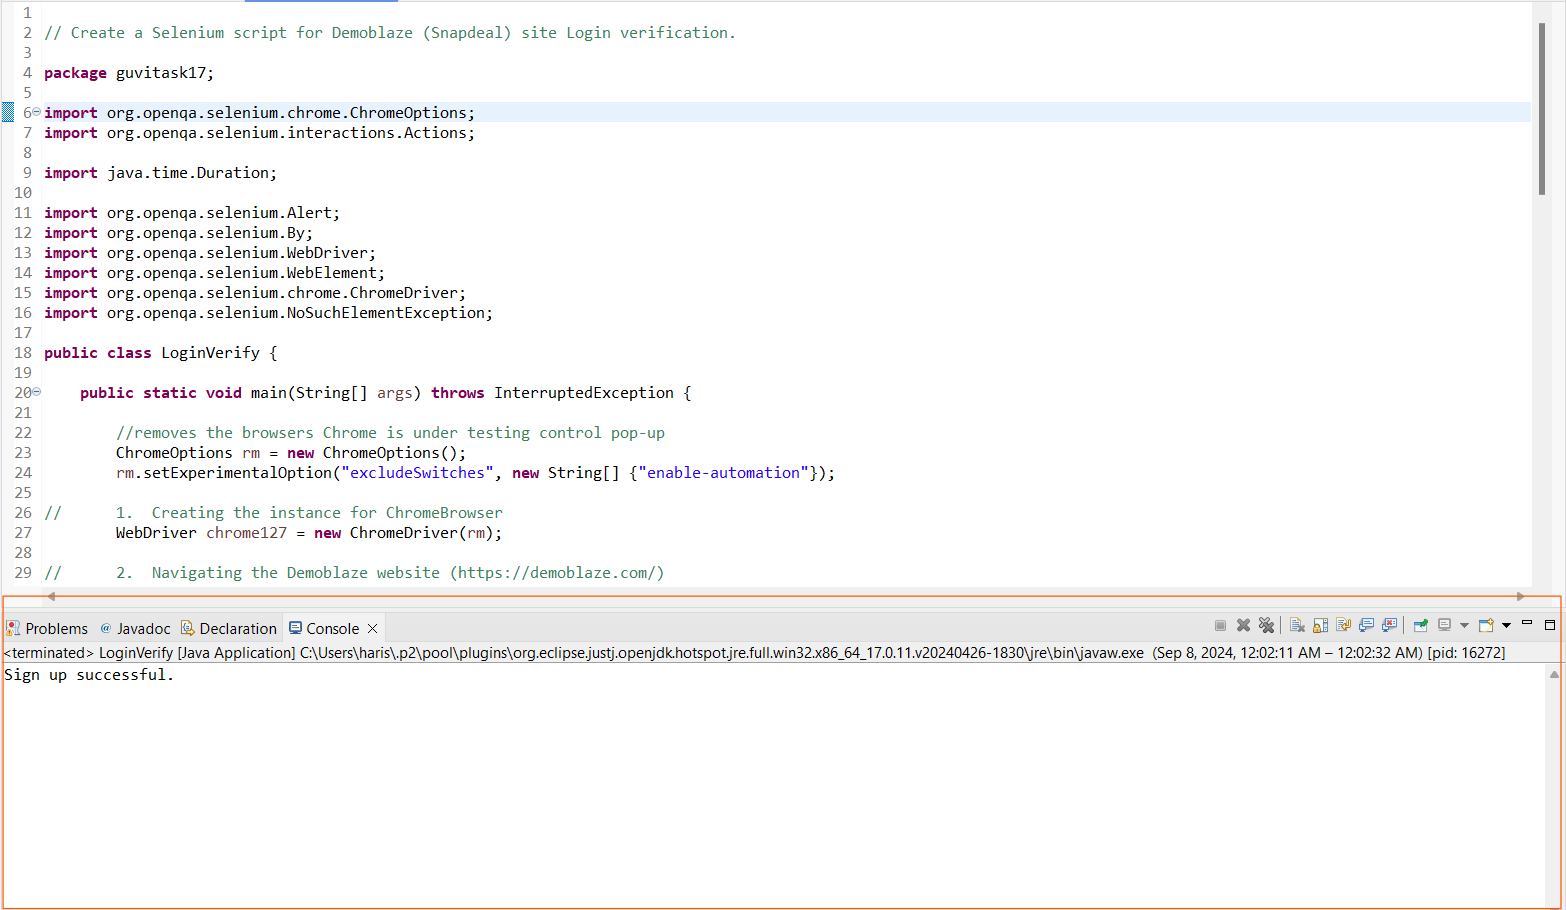 1
2 // Create a Selenium script for Demoblaze (Snapdeal) site Login verification.
3
4 package guvitask17;
5
6 import org.openqa.selenium.chrome.ChromeOptions;
7 import org.openqa.selenium.interactions.Actions;
8
9 import java.time.Duration;
10
11 import org.openqa.selenium.Alert;
12 import org.openqa.selenium.By;
13 import org.openqa.selenium.WebDriver;
14 import org.openqa.selenium.WebElement;
15 import org.openqa.selenium.chrome.ChromeDriver;
16 import org.openqa.selenium.NoSuchElementException;
17
18 public class LoginVerify {
19
20     public static void main(String[] args) throws InterruptedException {
21
22         //removes the browsers Chrome is under testing control pop-up
23         ChromeOptions rm = new ChromeOptions();
24         rm.setExperimentalOption("excludeSwitches", new String[] {"enable-automation"});
25
26 //      1.  Creating the instance for ChromeBrowser
27         WebDriver chrome127 = new ChromeDriver(rm);
28
29 //      2.  Navigating the Demoblaze website (https://demoblaze.com/)
Problems @ Javadoc Declaration Console
<terminated> LoginVerify [Java Application] C:\Users\haris\.p2\pool\plugins\org.eclipse.justj.openjdk.hotspot.jre.full.win32.x86_64_17.0.11.v20240426-1830\jre\bin\javaw.exe (Sep 8, 2024, 12:02:11 AM – 12:02:32 AM) [pid: 16272]
Sign up successful.